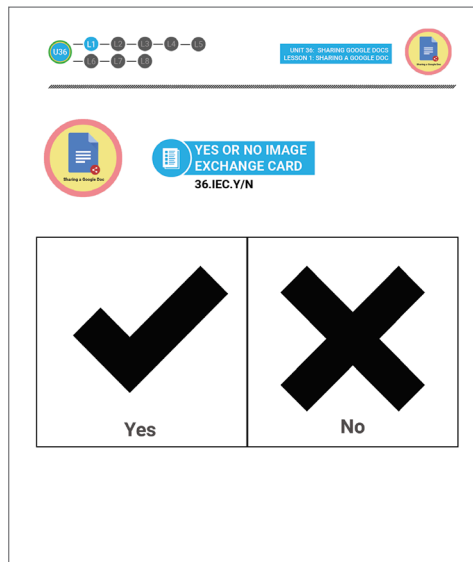 U36
L1
L2
L3
L4
L5
L6
L7
L8
UNIT 36: SHARING GOOGLE DOCS
LESSON 1: SHARING A GOOGLE DOC
Sharing a Google Doc
Sharing a Google Doc
YES OR NO IMAGE
EXCHANGE CARD
36.IEC.Y/N
Yes
No